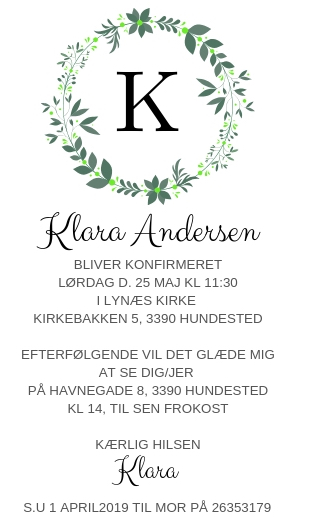 K
Klara Andersen
BLIVER KONFIRMERET
LØRDAG D. 25 MAJ KL 11:30
I LYNÆS KIRKE
KIRKEBAKKEN 5, 3390 HUNDESTED
EFTERFØLGENDE VIL DET GLÆDE MIG
AT SE DIG/JER
PÅ HAVNEGADE 8, 3390 HUNDESTED
KL 14, TIL SEN FROKOST
KÆRLIG HILSEN
Klara
S.U 1 APRIL2019 TIL MOR PÅ 26353179